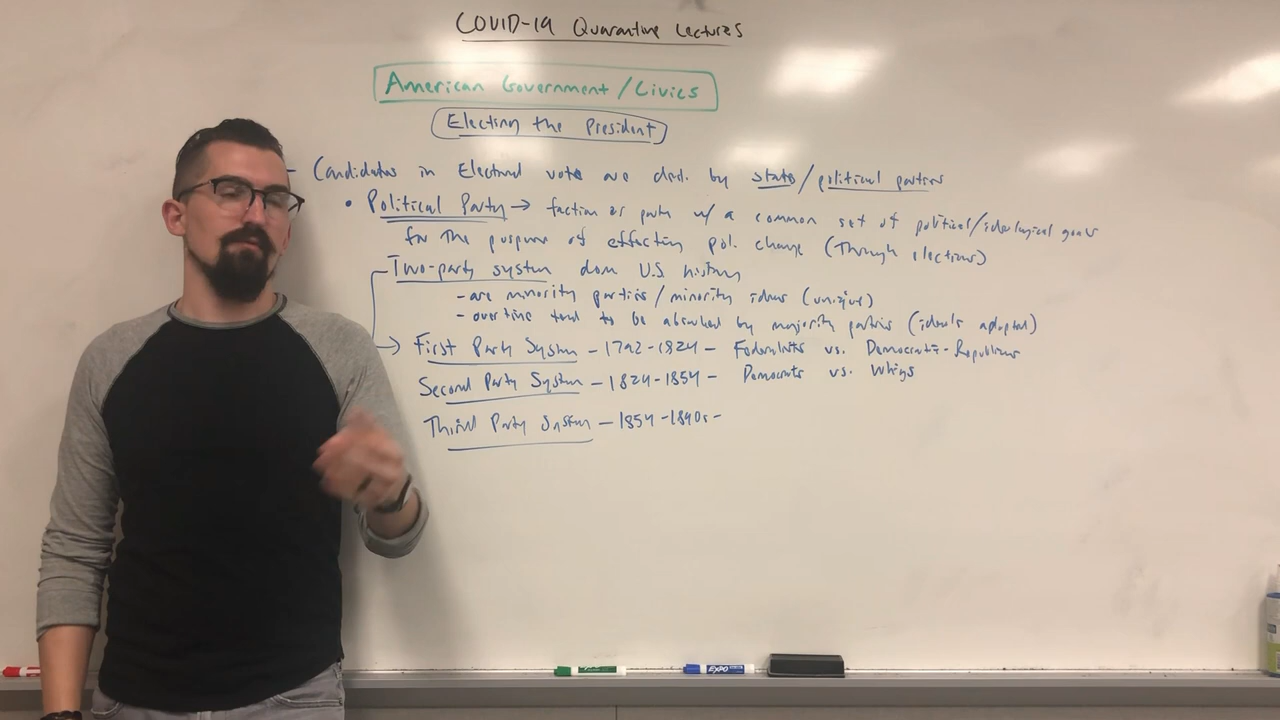 COVID-19 Quarantine Lectures
American Government/Civics
Electing the President
- Candidates in Electoral vote are decl. by state/political parties
• Political Party → faction or party w/ a common set of political/ideological goals
for the purpose of effecting pol. change (Through elections)
Two-party system dom U.S. history
- are minority parties/minority ideas (unique)
- overtime tend to be absorbed by majority parties (ideals adopted)
→ First Party System - 1792-1824 - Federalists vs. Democratic-Republicans
Second Party System - 1824-1854 - Democrats vs. Whigs
Third Party System - 1854-1890s -
EXPO